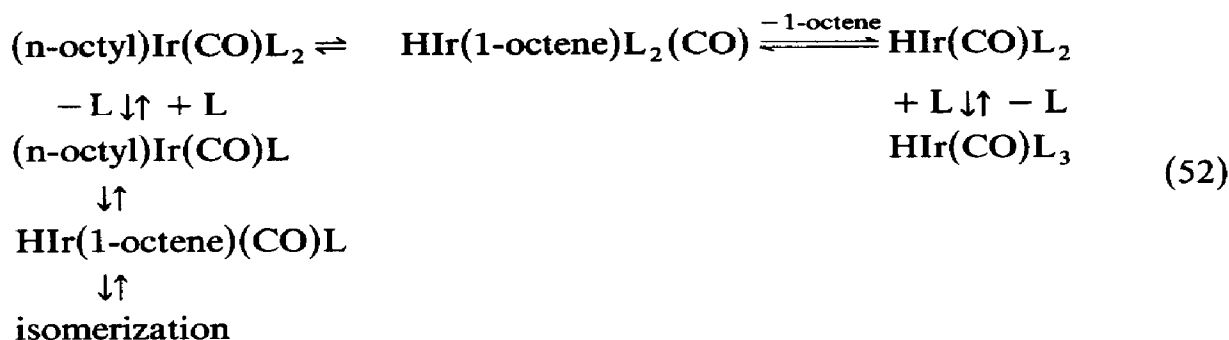 (n-octyl)Ir(CO)L₂ ⇌ HIr(1-octene)L₂(CO) ⇌ − 1-octene HIr(CO)L₂
− L ↓↑ + L + L ↓↑ − L
(n-octyl)Ir(CO)L HIr(CO)L₃
(52)
↓↑
HIr(1-octene)(CO)L
↓↑
isomerization